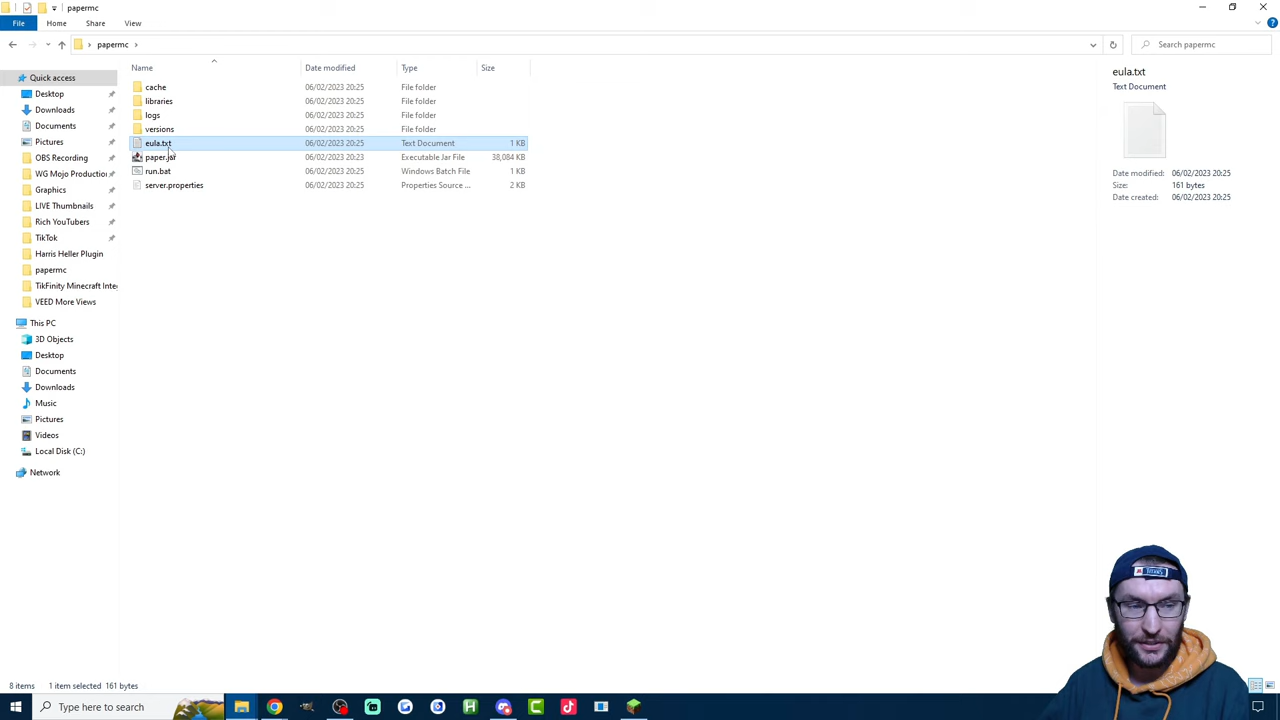 papermc
File Home Share View
papermc
Search papermc
Name Date modified Type Size
Quick access
Desktop
Downloads
Documents
Pictures
OBS Recording
WG Mojo Production
Graphics
LIVE Thumbnails
Rich YouTubers
TikTok
Harris Heller Plugin
papermc
TikFinity Minecraft Inte
VEED More Views
This PC
3D Objects
Desktop
Documents
Downloads
Music
Pictures
Videos
Local Disk (C:)
Network
cache 06/02/2023 20:25 File folder
libraries 06/02/2023 20:25 File folder
logs 06/02/2023 20:25 File folder
versions 06/02/2023 20:25 File folder
eula.txt 06/02/2023 20:25 Text Document 1 KB
paper.jar 06/02/2023 20:23 Executable Jar File 38,084 KB
run.bat 06/02/2023 20:25 Windows Batch File 1 KB
server.properties 06/02/2023 20:25 Properties Source ... 2 KB
eula.txt
Text Document
Date modified: 06/02/2023 20:25
Size: 161 bytes
Date created: 06/02/2023 20:25
8 items 1 item selected 161 bytes
Type here to search